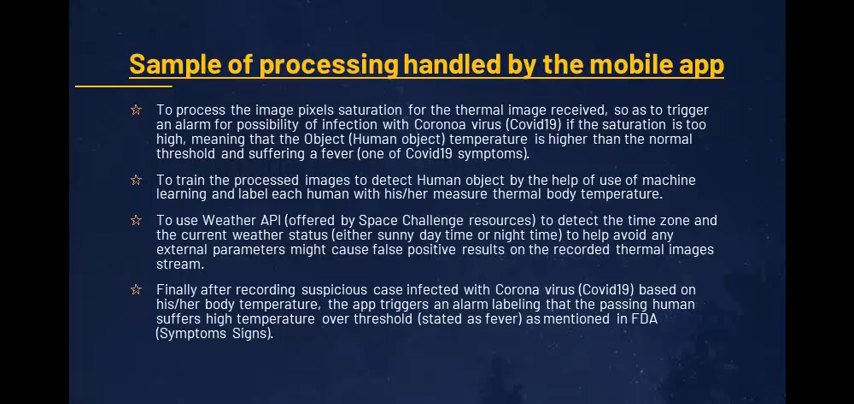 Sample of processing handled by the mobile app
☆ To process the image pixels saturation for the thermal image received, so as to trigger
an alarm for possibility of infection with Coronoa virus (Covid19) if the saturation is too
high, meaning that the Object (Human object) temperature is higher than the normal
threshold and suffering a fever (one of Covid19 symptoms).
☆ To train the processed images to detect Human object by the help of use of machine
learning and label each human with his/her measure thermal body temperature.
☆ To use Weather API (offered by Space Challenge resources) to detect the time zone and
the current weather status (either sunny day time or night time) to help avoid any
external parameters might cause false positive results on the recorded thermal images
stream.
☆ Finally after recording suspicious case infected with Corona virus (Covid19) based on
his/her body temperature, the app triggers an alarm labeling that the passing human
suffers high temperature over threshold (stated as fever) as mentioned in FDA
(Symptoms Signs).